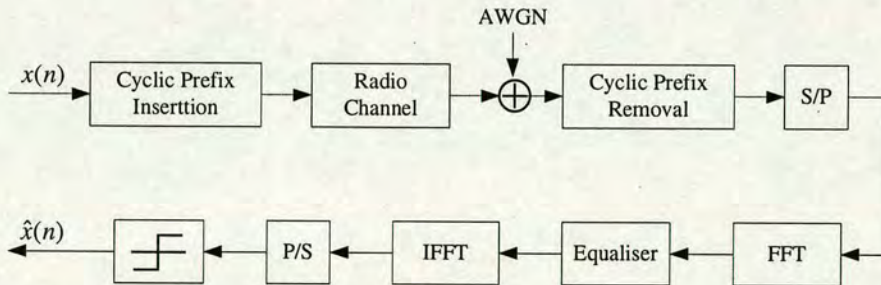 AWGN
x(n)
Cyclic Prefix
Inserttion
Radio
Channel
Cyclic Prefix
Removal
S/P
x̂(n)
P/S
IFFT
Equaliser
FFT